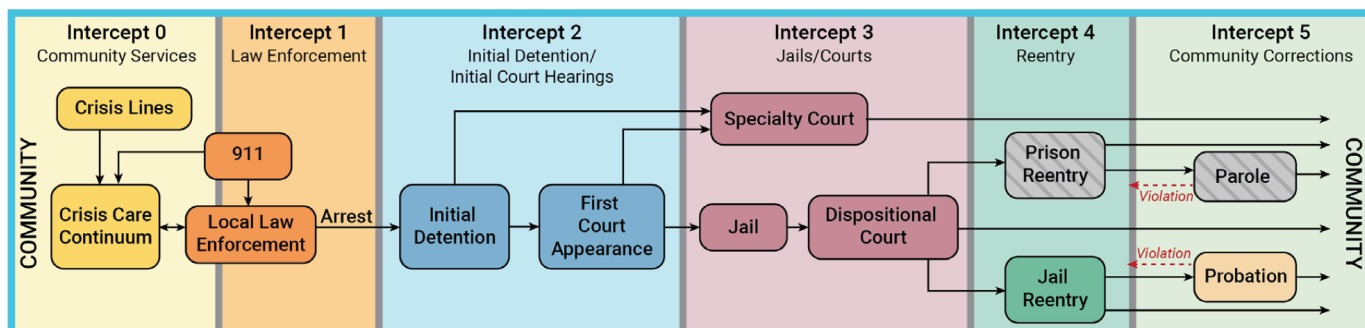 Intercept 0
Community Services
Intercept 1
Law Enforcement
Intercept 2
Initial Detention/
Initial Court Hearings
Intercept 3
Jails/Courts
Intercept 4
Reentry
Intercept 5
Community Corrections
COMMUNITY
Crisis Lines
911
Crisis Care
Continuum
Local Law
Enforcement
Arrest
Initial
Detention
First
Court
Appearance
Specialty Court
Jail
Dispositional
Court
Prison
Reentry
Parole
Violation
Violation
Jail
Reentry
Probation
COMMUNITY